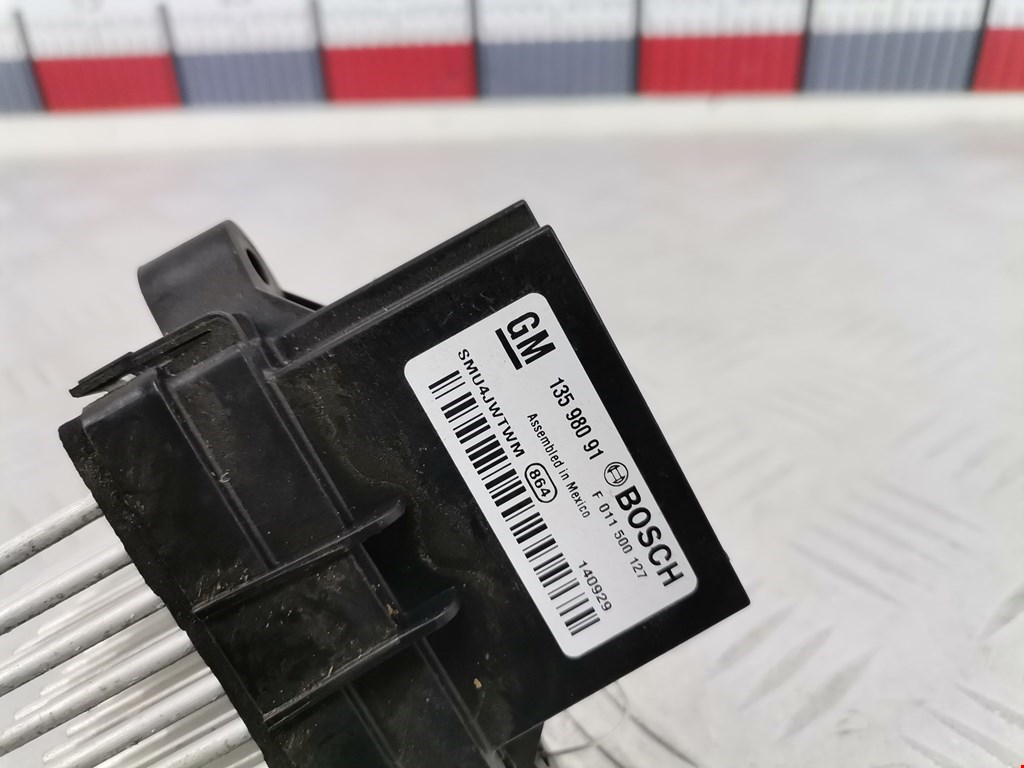 GM
135 980 91 BOSCH
Assembled in Mexico F 011 500 127
SMU4JWTWM 864 140929